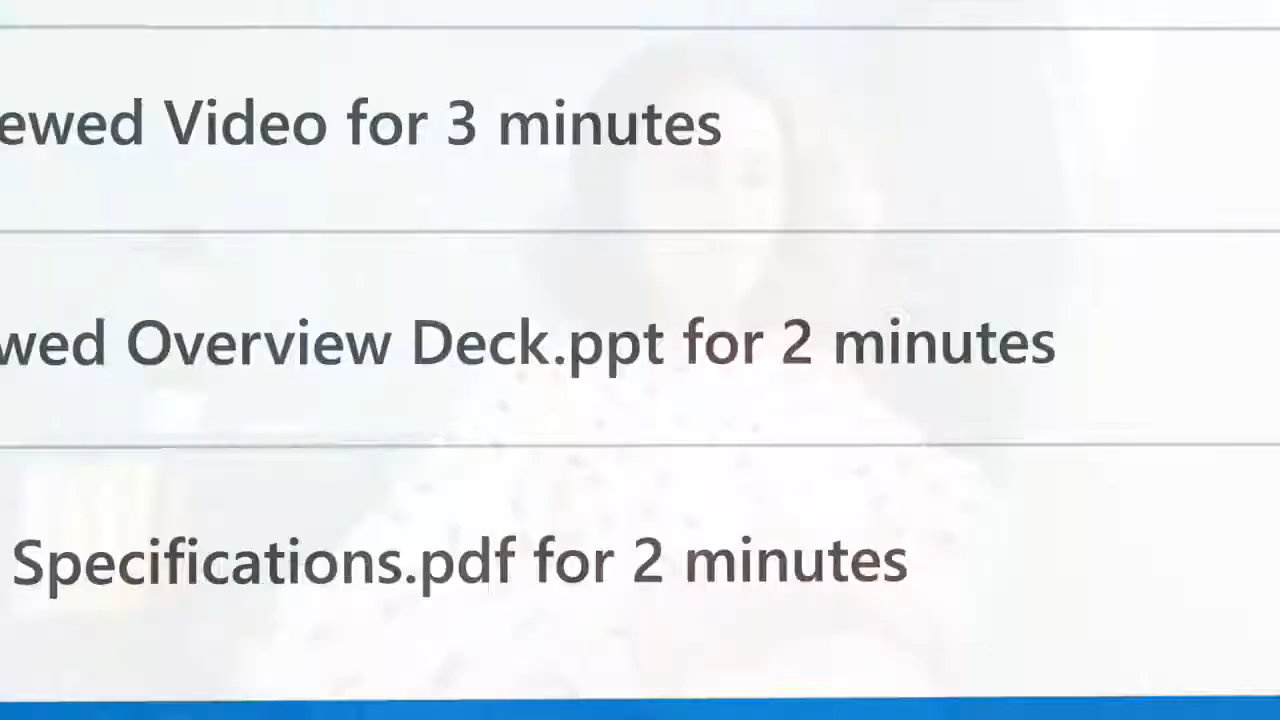 ewed Video for 3 minutes
wed Overview Deck.ppt for 2 minutes
Specifications.pdf for 2 minutes